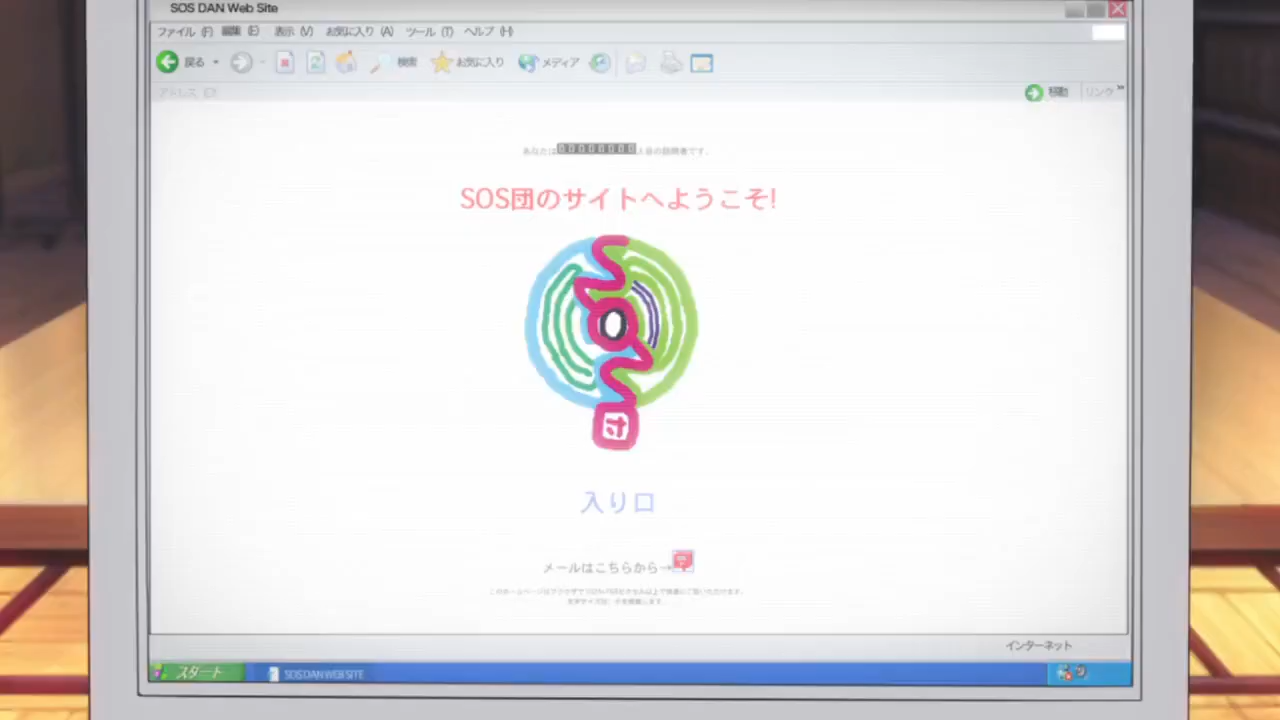 SOS DAN Web Site
ファイル (F) 編集 (E) 表示 (V) お気に入り (A) ツール (T) ヘルプ (H)
戻る 検索 お気に入り メディア
アドレス (D) 移動 リンク »
あなたは 人目の訪問者です。
SOS団のサイトへようこそ!
団
入り口
メールはこちらから→
インターネット
スタート SOS DAN WEB SITE